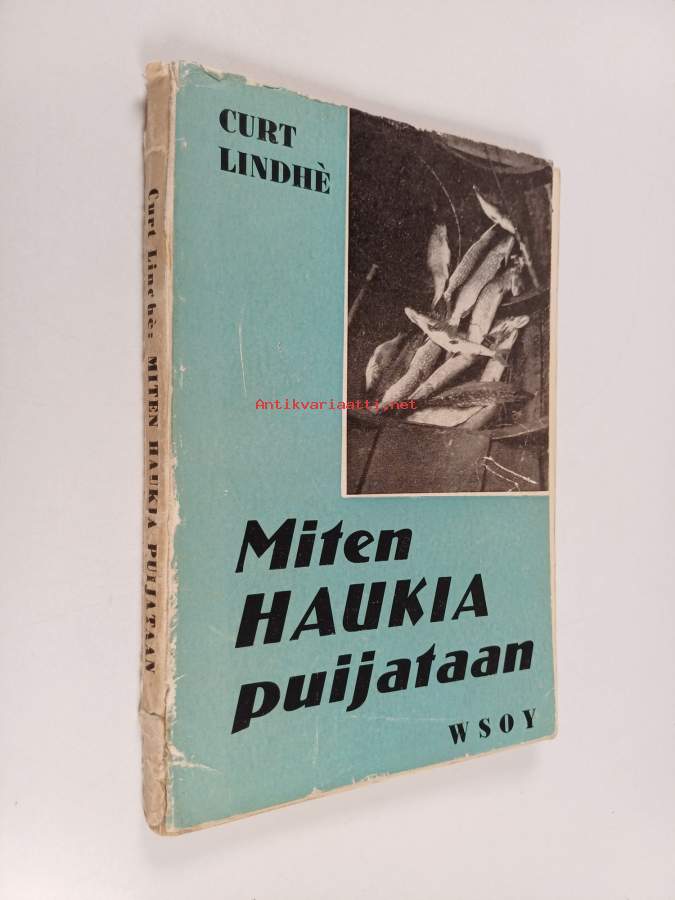 CURT
LINDHÈ
Miten
HAUKIA
puijataan
WSOY
Curt Lindhè: MITEN HAUKIA PUIJATAAN
Antikvariaatti.net